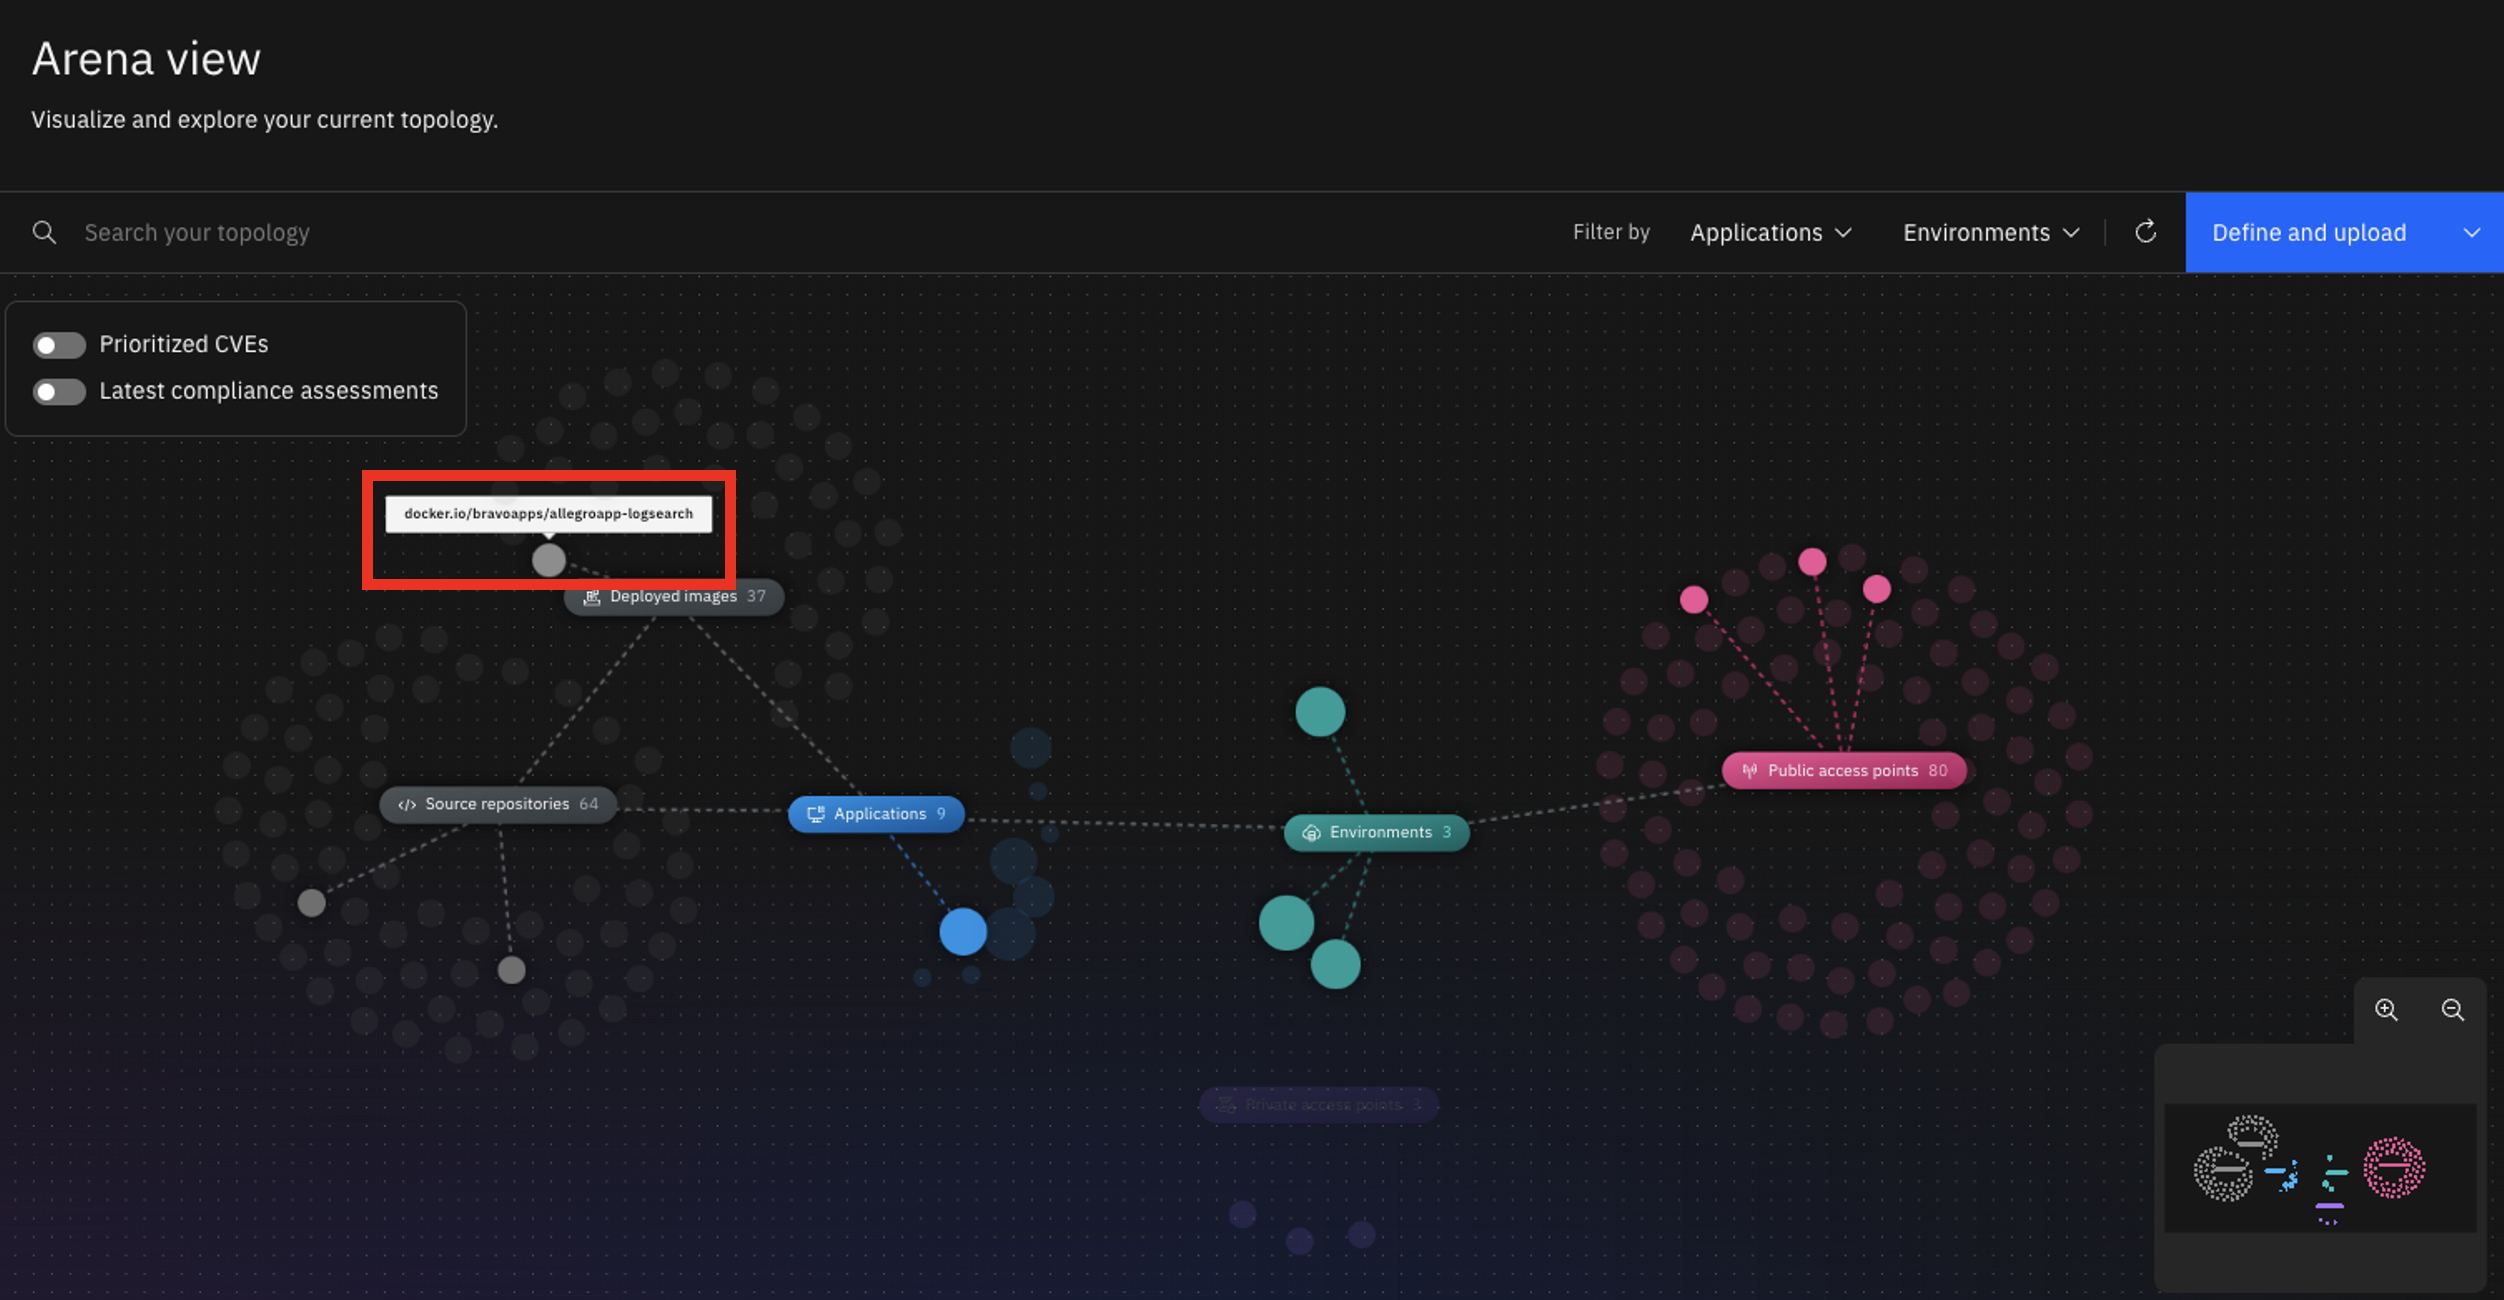 Arena view
Visualize and explore your current topology.
Search your topology
Filter by
Applications
Environments
Define and upload
Prioritized CVEs
Latest compliance assessments
docker.io/bravoapps/allegroapp-logsearch
Deployed images 37
Source repositories 64
Applications 9
Environments 3
Public access points 80
Private access points 3